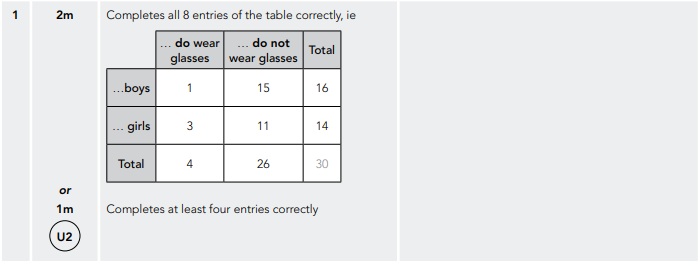 1 2m Completes all 8 entries of the table correctly, ie
... do wear glasses ... do not wear glasses Total
...boys 1 15 16
... girls 3 11 14
Total 4 26 30
or
1m Completes at least four entries correctly
U2